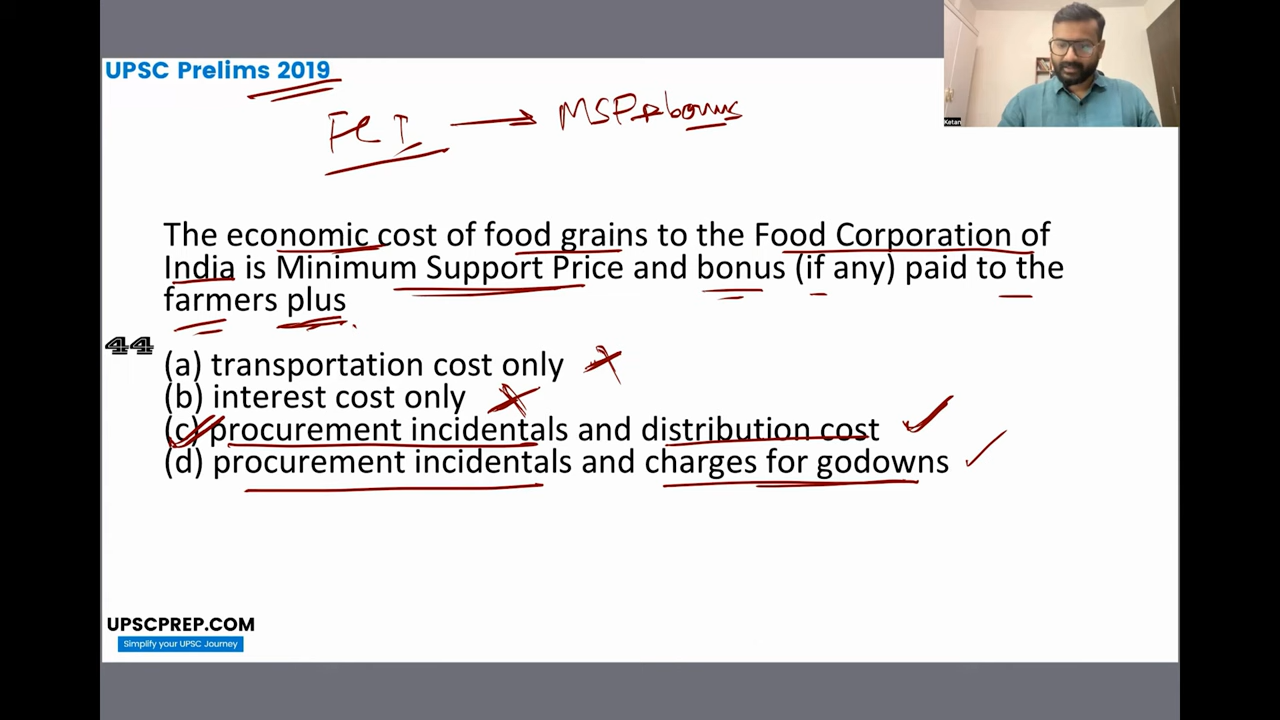 UPSC Prelims 2019
FCI → MSP + bonus
The economic cost of food grains to the Food Corporation of
India is Minimum Support Price and bonus (if any) paid to the
farmers plus
44
(a) transportation cost only
(b) interest cost only
(c) procurement incidentals and distribution cost
(d) procurement incidentals and charges for godowns
UPSCPREP.COM
Simplify your UPSC Journey
Ketan